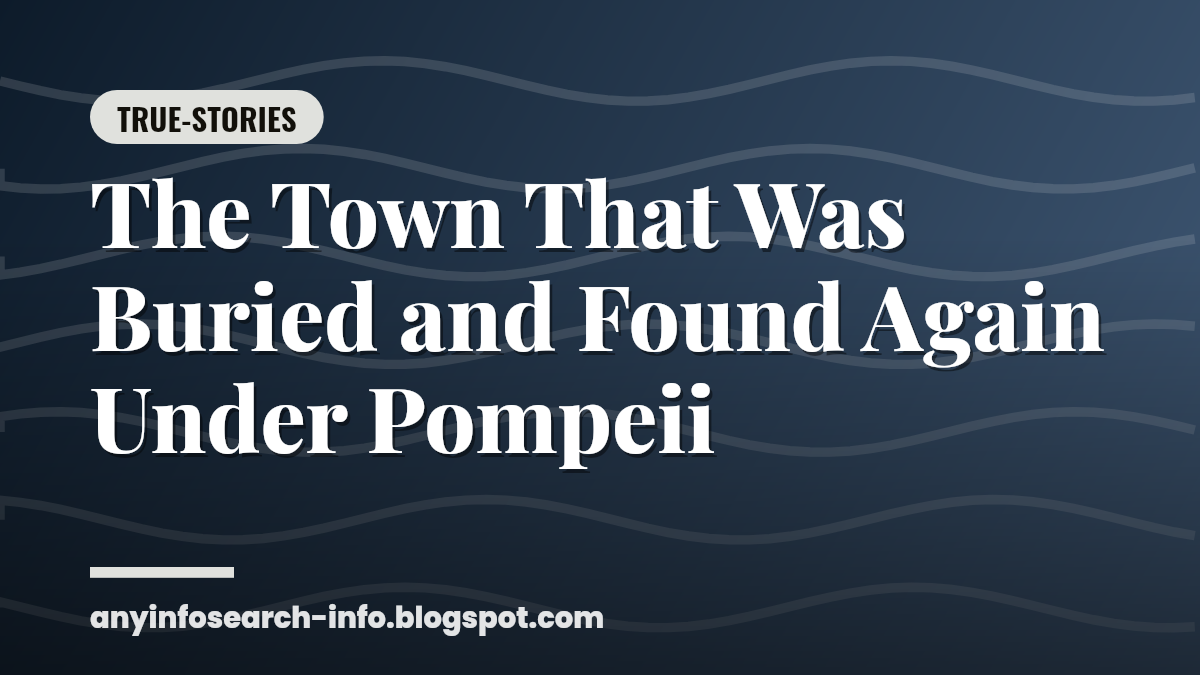 TRUE-STORIES
The Town That Was
Buried and Found Again
Under Pompeii
anyinfosearch-info.blogspot.com